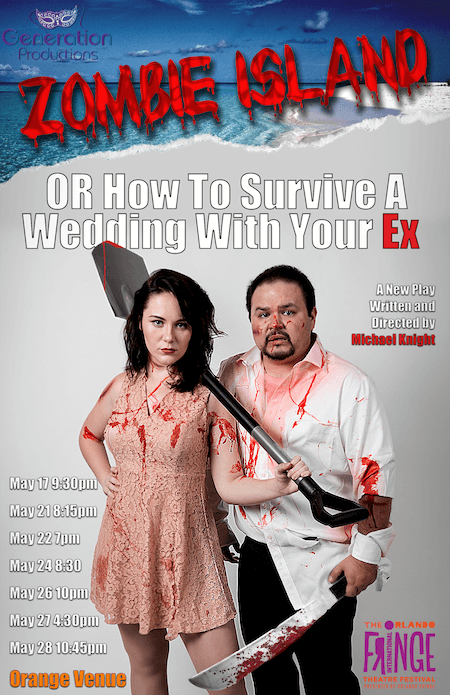 Generation
Productions
ZOMBIE ISLAND
OR How To Survive A
Wedding With Your Ex
A New Play
Written and
Directed by
Michael Knight
May 17 9:30pm
May 21 8:15pm
May 22 7pm
May 24 8:30
May 26 10pm
May 27 4:30pm
May 28 10:45pm
Orange Venue
THE ORLANDO
INTERNATIONAL
FRINGE
THEATRE FESTIVAL